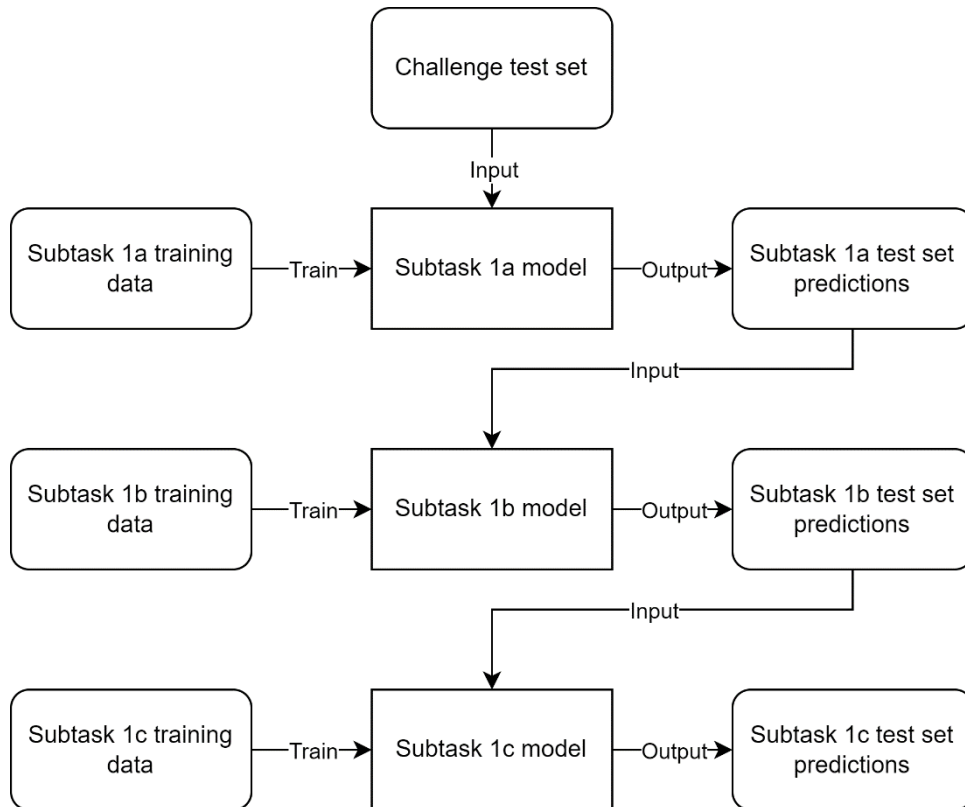 Challenge test set
Input
Subtask 1a training
data
Train
Subtask 1a model
Output
Subtask 1a test set
predictions
Input
Subtask 1b training
data
Train
Subtask 1b model
Output
Subtask 1b test set
predictions
Input
Subtask 1c training
data
Train
Subtask 1c model
Output
Subtask 1c test set
predictions